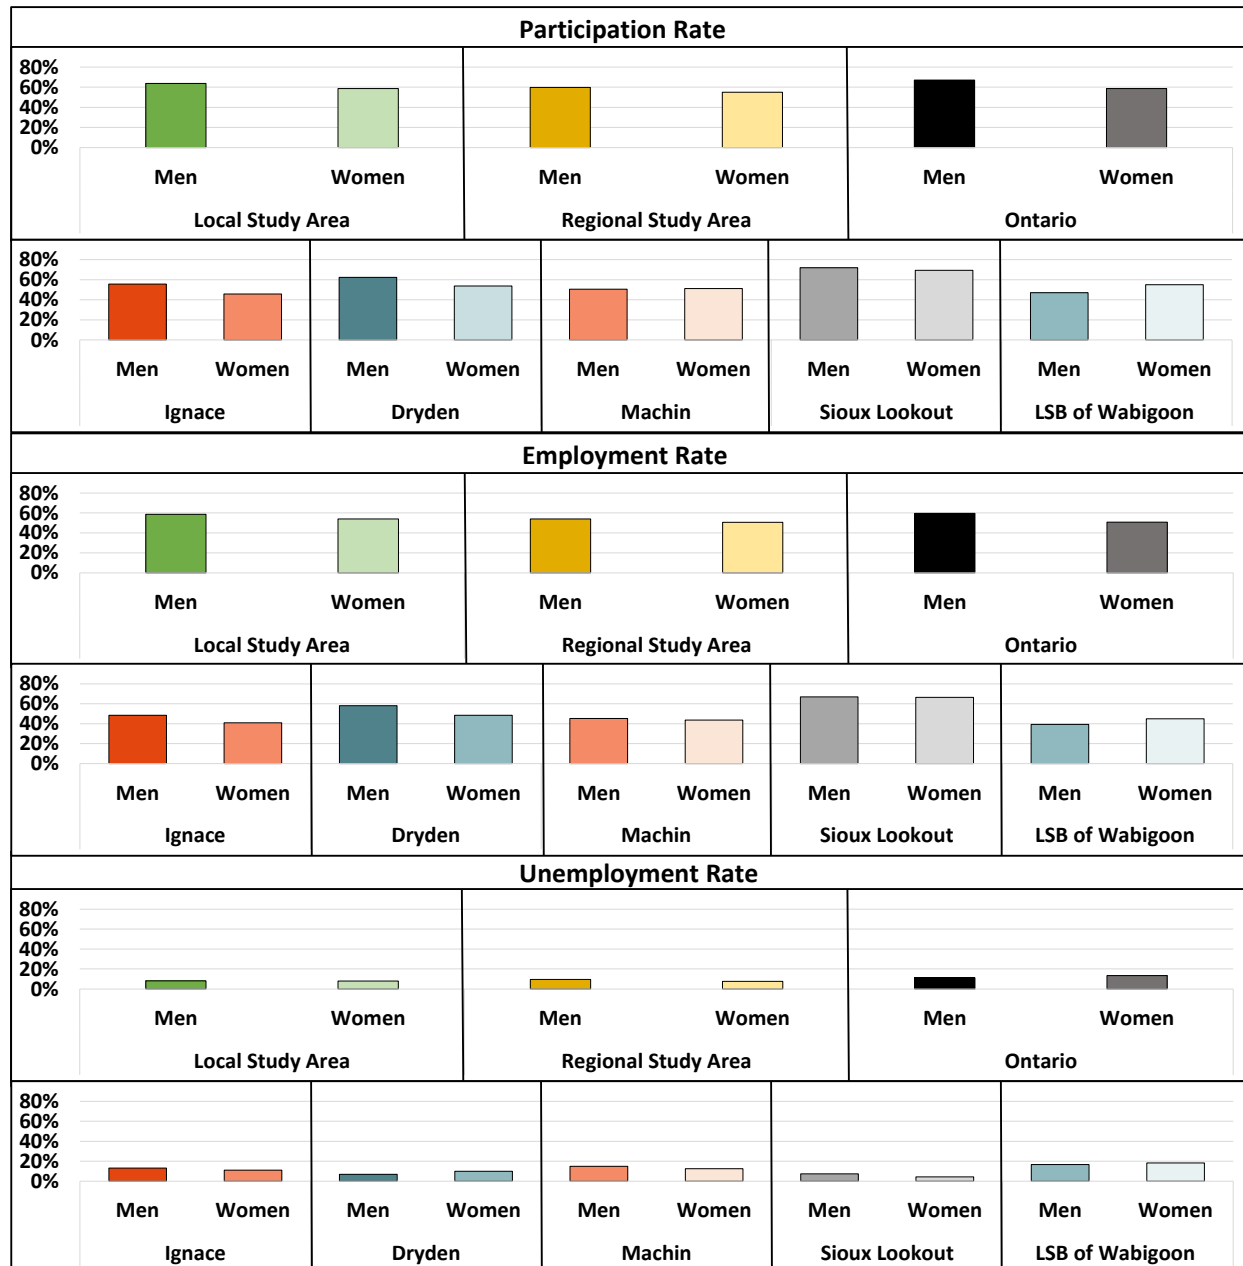 Participation Rate
80%
60%
40%
20%
0%
Men Women Men Women Men Women
Local Study Area Regional Study Area Ontario
80%
60%
40%
20%
0%
Men Women Men Women Men Women Men Women Men Women
Ignace Dryden Machin Sioux Lookout LSB of Wabigoon
Employment Rate
80%
60%
40%
20%
0%
Men Women Men Women Men Women
Local Study Area Regional Study Area Ontario
80%
60%
40%
20%
0%
Men Women Men Women Men Women Men Women Men Women
Ignace Dryden Machin Sioux Lookout LSB of Wabigoon
Unemployment Rate
80%
60%
40%
20%
0%
Men Women Men Women Men Women
Local Study Area Regional Study Area Ontario
80%
60%
40%
20%
0%
Men Women Men Women Men Women Men Women Men Women
Ignace Dryden Machin Sioux Lookout LSB of Wabigoon